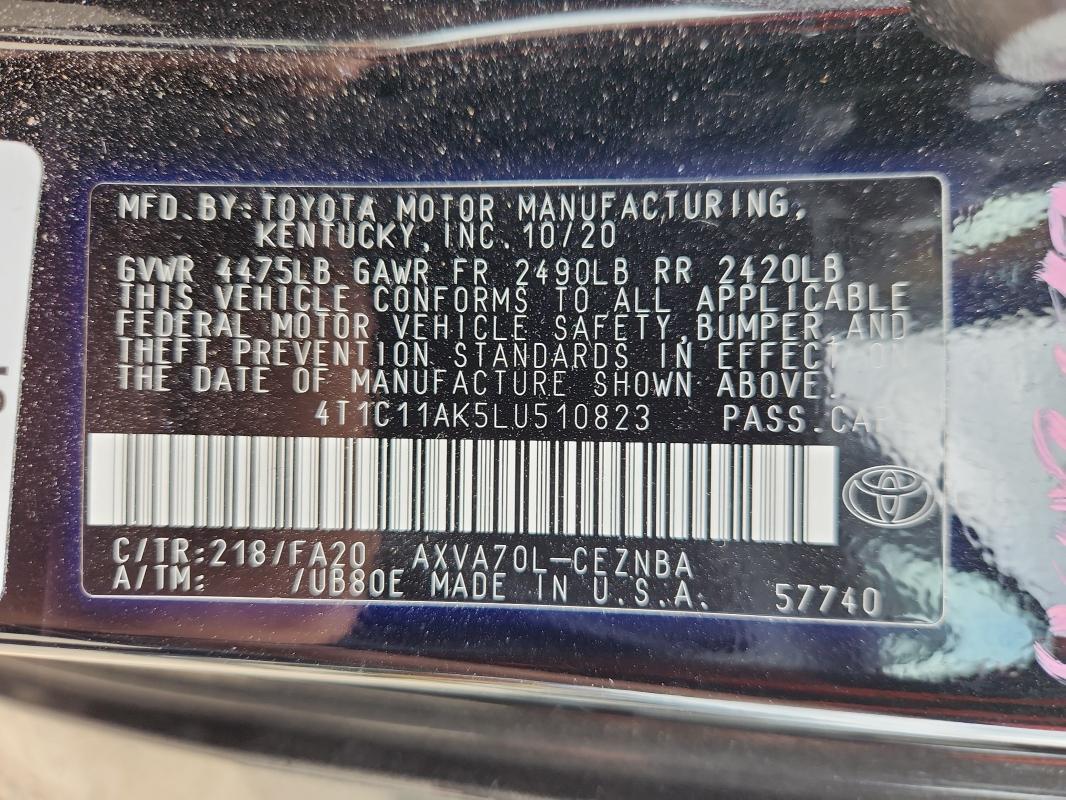 MFD.BY:TOYOTA MOTOR MANUFACTURING,
KENTUCKY,INC. 10/20
GVWR 4475LB GAWR FR 2490LB RR 2420LB
THIS VEHICLE CONFORMS TO ALL APPLICABLE
FEDERAL MOTOR VEHICLE SAFETY,BUMPER,AND
THEFT PREVENTION STANDARDS IN EFFECT ON
THE DATE OF MANUFACTURE SHOWN ABOVE.
4T1C11AK5LU510823 PASS.CAR
C/TR:218/FA20 AXVA70L-CEZNBA
A/TM: /UB80E MADE IN U.S.A. 57740